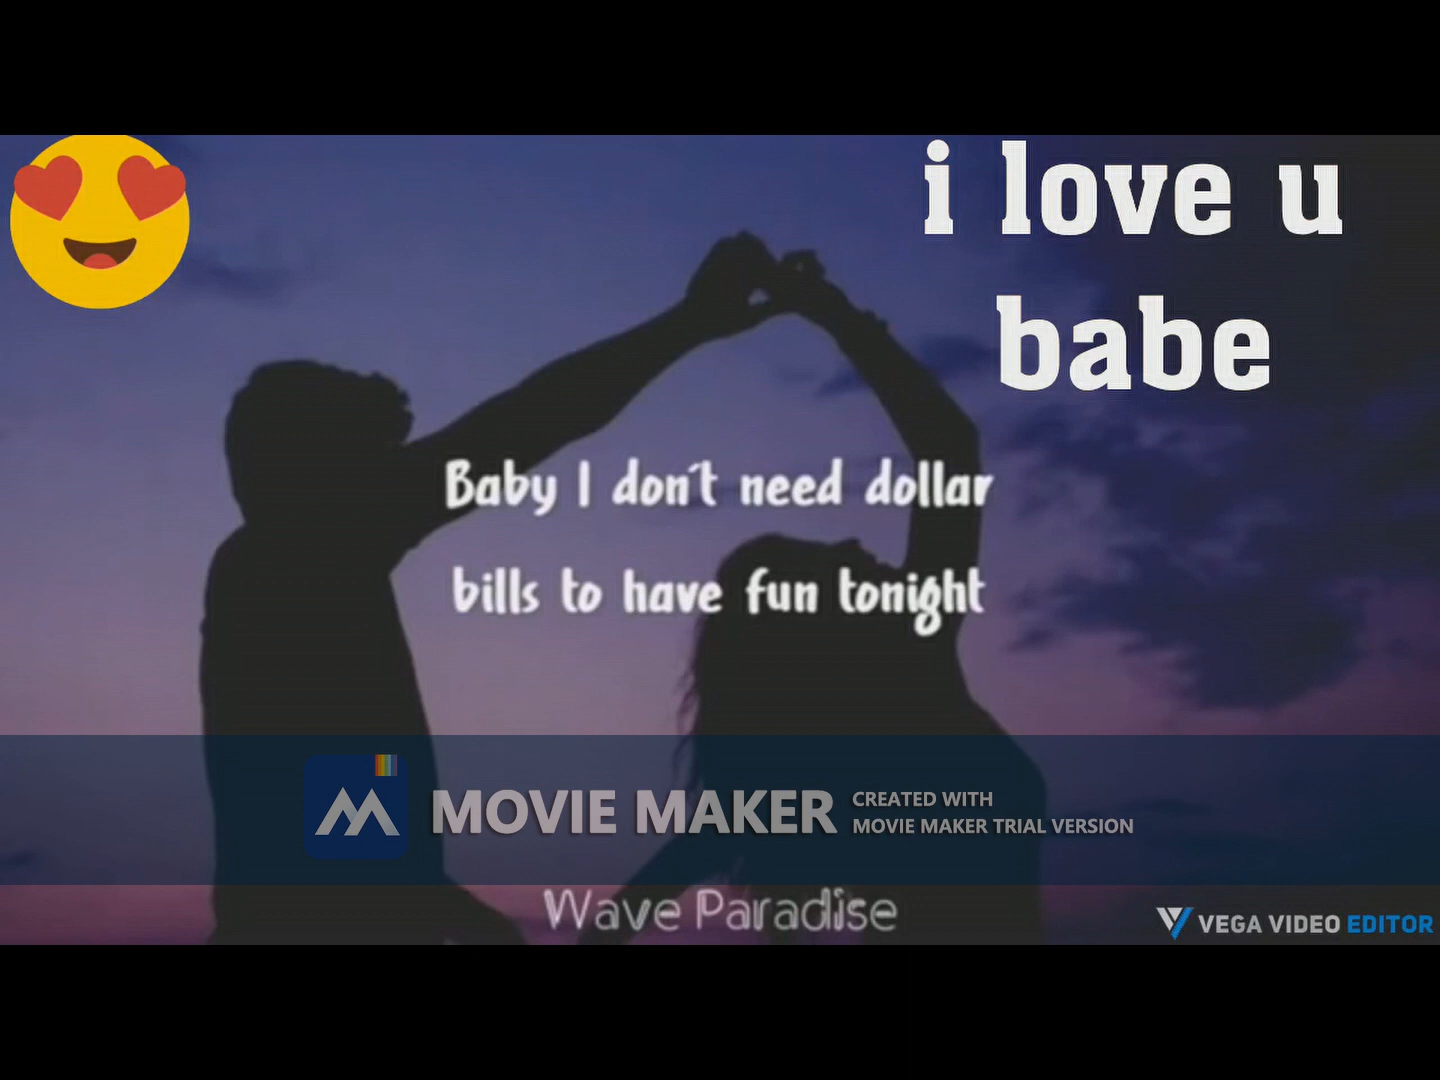 i love u
babe
Baby I don't need dollar
bills to have fun tonight
MOVIE MAKER
CREATED WITH
MOVIE MAKER TRIAL VERSION
Wave Paradise
VEGA VIDEO EDITOR